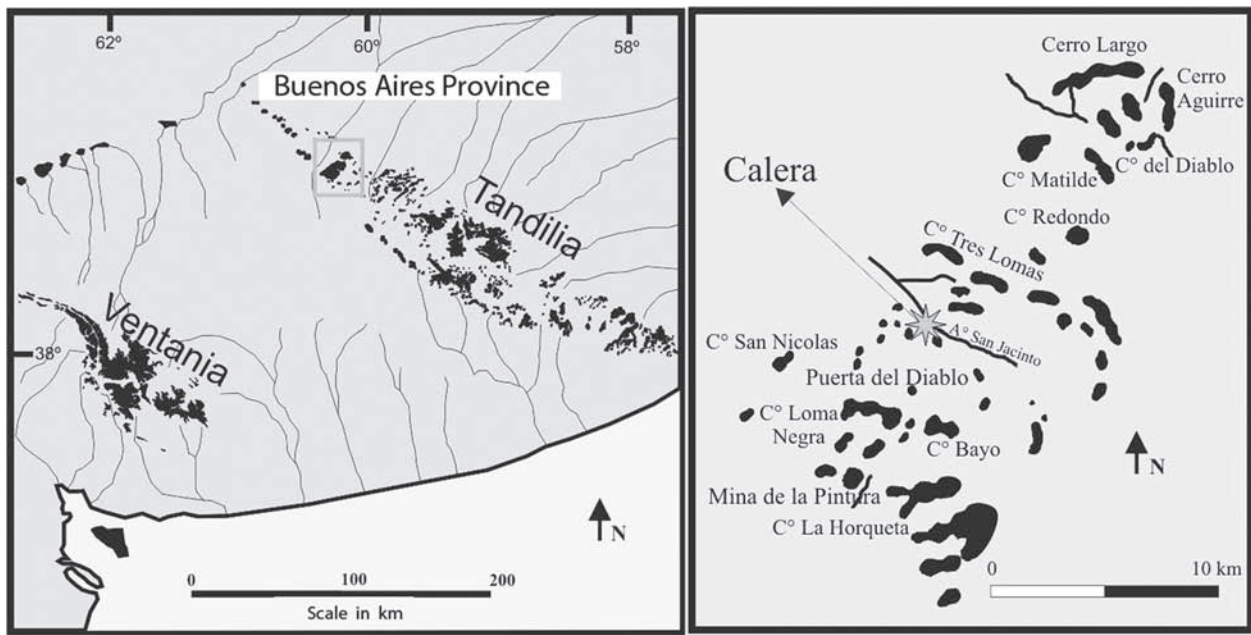 62°
60°
58°
Buenos Aires Province
Tandilia
Ventania
38°
N
0
100
200
Scale in km
Cerro Largo
Cerro
Aguirre
C° del Diablo
C° Matilde
Calera
C° Redondo
C° Tres Lomas
A° San Jacinto
C° San Nicolas
Puerta del Diablo
C° Loma
Negra
C° Bayo
N
Mina de la Pintura
C° La Horqueta
0
10 km